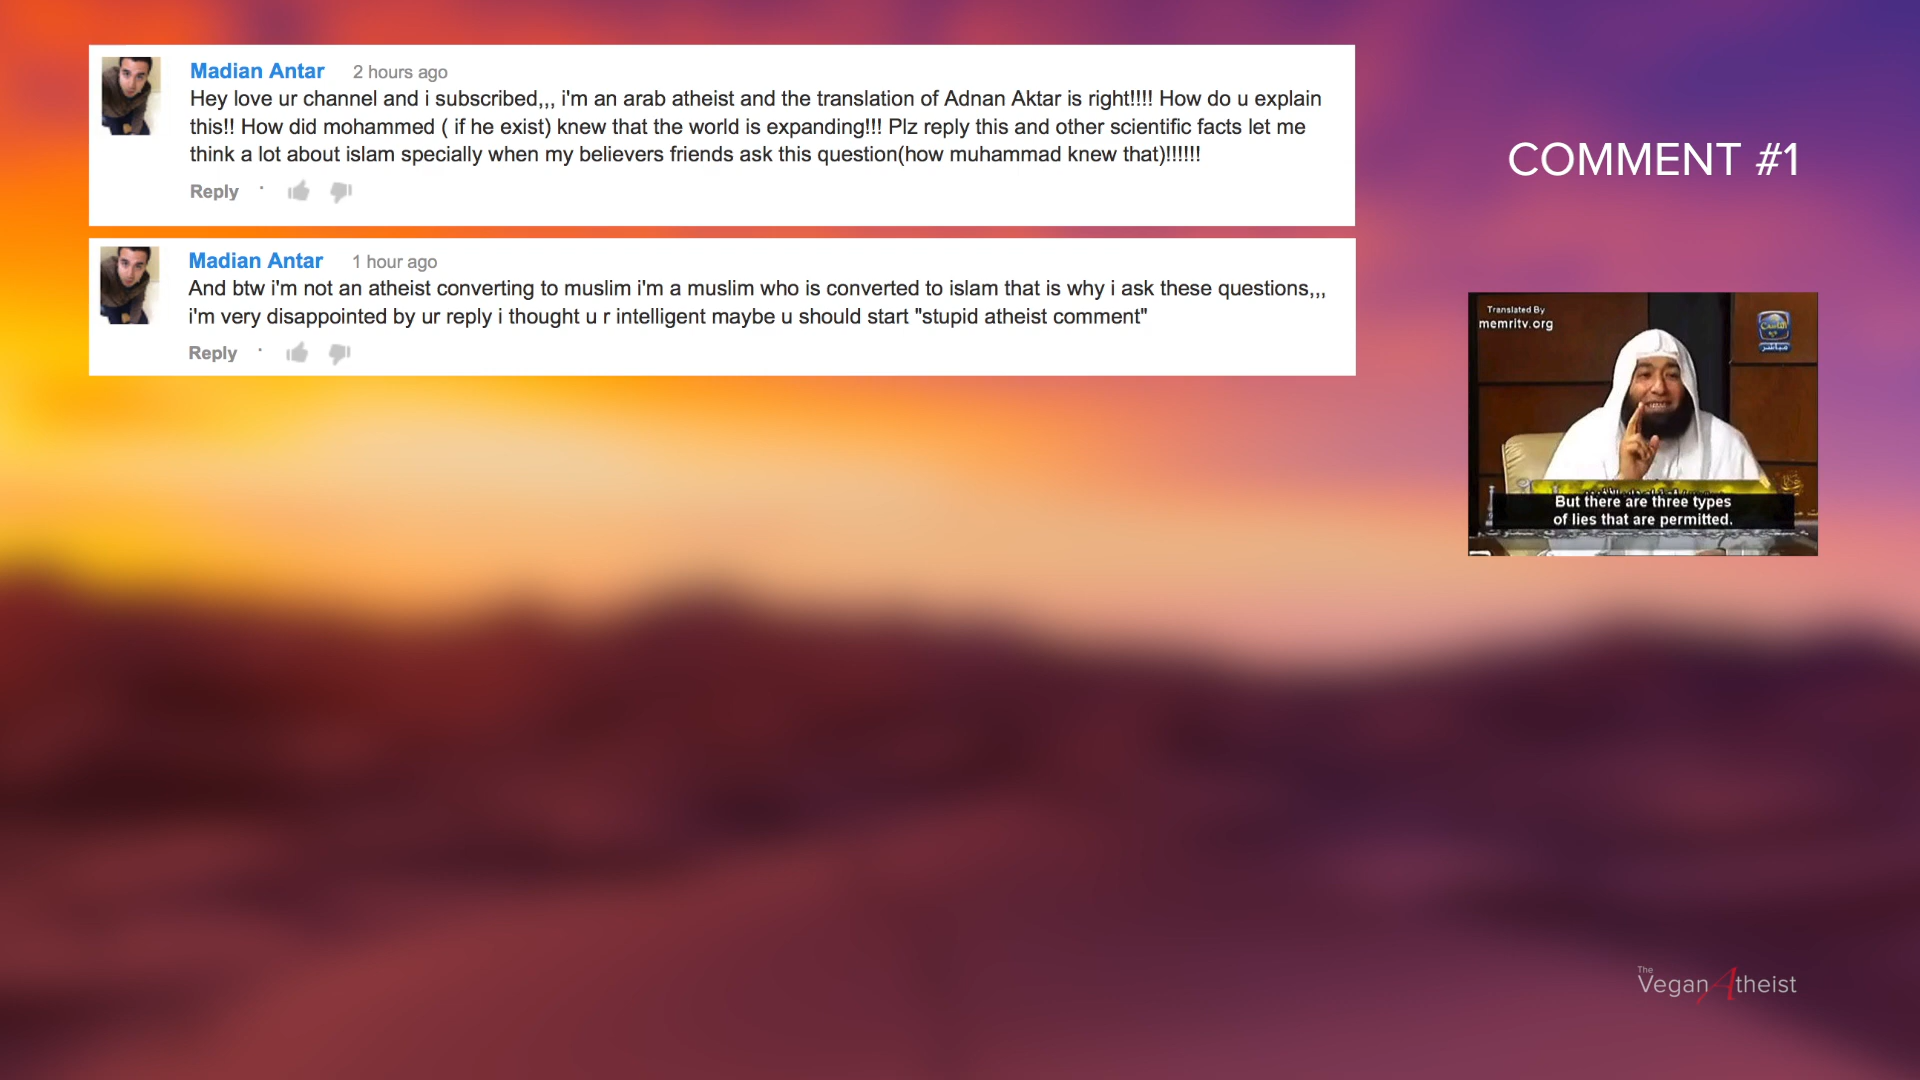 Madian Antar 2 hours ago
Hey love ur channel and i subscribed,,, i'm an arab atheist and the translation of Adnan Aktar is right!!!! How do u explain
this!! How did mohammed ( if he exist) knew that the world is expanding!!! Plz reply this and other scientific facts let me
think a lot about islam specially when my believers friends ask this question(how muhammad knew that)!!!!!!
Reply
Madian Antar 1 hour ago
And btw i'm not an atheist converting to muslim i'm a muslim who is converted to islam that is why i ask these questions,,,
i'm very disappointed by ur reply i thought u r intelligent maybe u should start "stupid atheist comment"
Reply
COMMENT #1
Translated By
memritv.org
But there are three types
of lies that are permitted.
The
Vegan Atheist